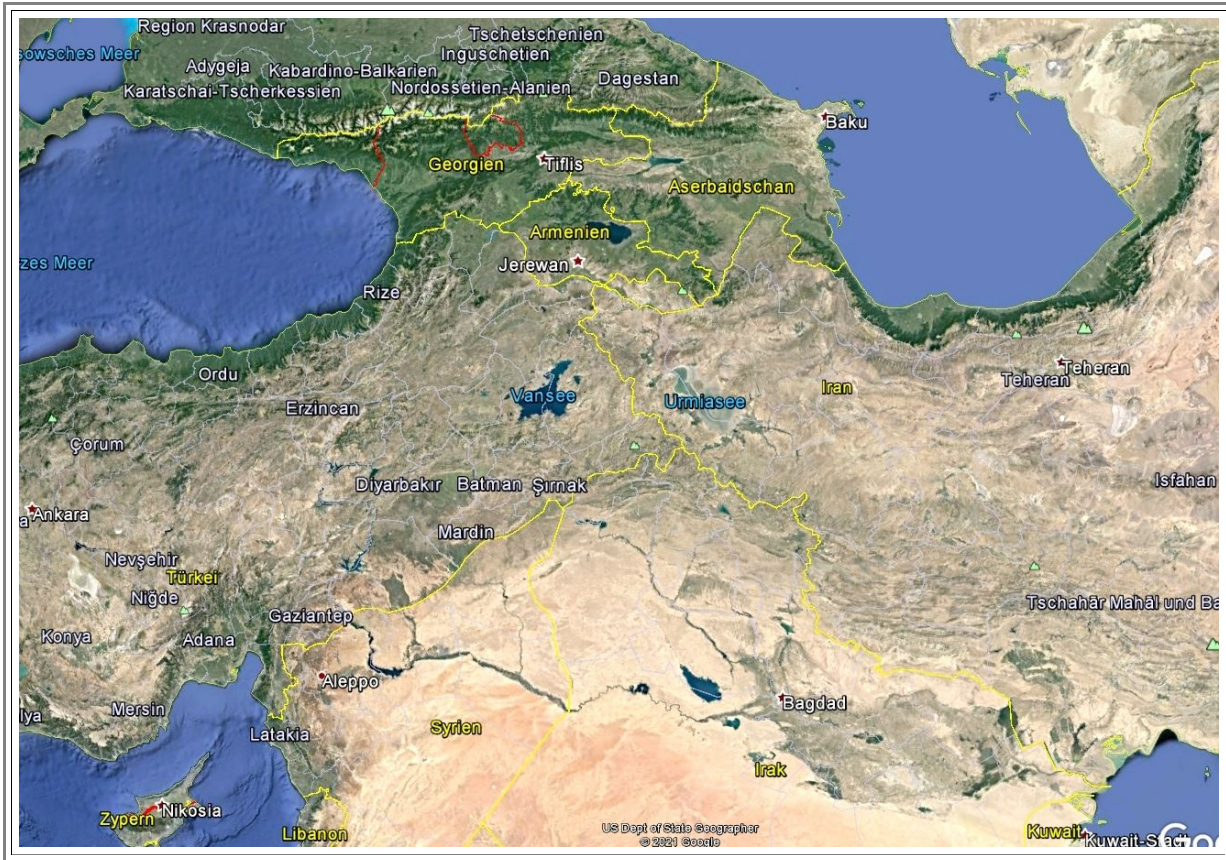 Region Krasnodar
sowsches Meer
Tschetschenien
Inguschetien
Adygeja
Kabardino-Balkarien
Dagestan
Karatschai-Tscherkessien
Nordossetien-Alanien
Baku
Georgien
Tiflis
Aserbaidschan
Armenien
zes Meer
Jerewan
Rize
Teheran
Ordu
Teheran
Vansee
Urmiasee
Iran
Erzincan
Çorum
Isfahan
Diyarbakır
Batman
Şırnak
a
Ankara
Mardin
Nevşehir
Türkei
Niğde
Tschahār Mahāl und Ba
Gaziantep
Konya
Adana
Aleppo
Bagdad
lya
Mersin
Syrien
Latakia
Irak
Zypern
Nikosia
Libanon
US Dept of State Geographer
© 2021 Google
Kuwait
Kuwait-Stadt
Goo